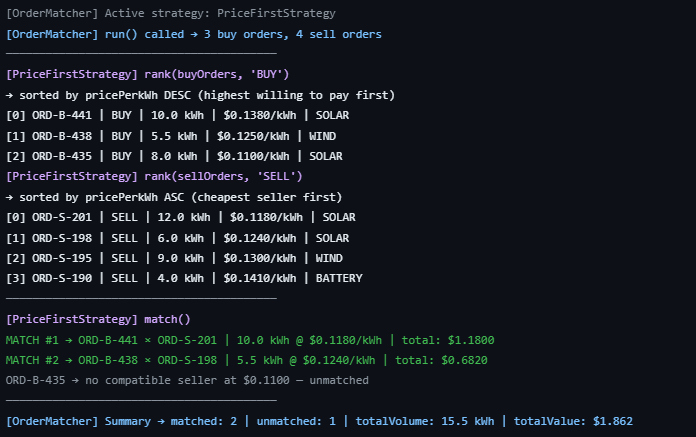 [OrderMatcher] Active strategy: PriceFirstStrategy
[OrderMatcher] run() called → 3 buy orders, 4 sell orders
[PriceFirstStrategy] rank(buyOrders, 'BUY')
→ sorted by pricePerkWh DESC (highest willing to pay first)
[0] ORD-B-441 | BUY | 10.0 kWh | $0.1380/kWh | SOLAR
[1] ORD-B-438 | BUY | 5.5 kWh | $0.1250/kWh | WIND
[2] ORD-B-435 | BUY | 8.0 kWh | $0.1100/kWh | SOLAR
[PriceFirstStrategy] rank(sellOrders, 'SELL')
→ sorted by pricePerkWh ASC (cheapest seller first)
[0] ORD-S-201 | SELL | 12.0 kWh | $0.1180/kWh | SOLAR
[1] ORD-S-198 | SELL | 6.0 kWh | $0.1240/kWh | SOLAR
[2] ORD-S-195 | SELL | 9.0 kWh | $0.1300/kWh | WIND
[3] ORD-S-190 | SELL | 4.0 kWh | $0.1410/kWh | BATTERY
[PriceFirstStrategy] match()
MATCH #1 → ORD-B-441 × ORD-S-201 | 10.0 kWh @ $0.1180/kWh | total: $1.1800
MATCH #2 → ORD-B-438 × ORD-S-198 | 5.5 kWh @ $0.1240/kWh | total: $0.6820
ORD-B-435 → no compatible seller at $0.1100 — unmatched
[OrderMatcher] Summary → matched: 2 | unmatched: 1 | totalVolume: 15.5 kWh | totalValue: $1.862